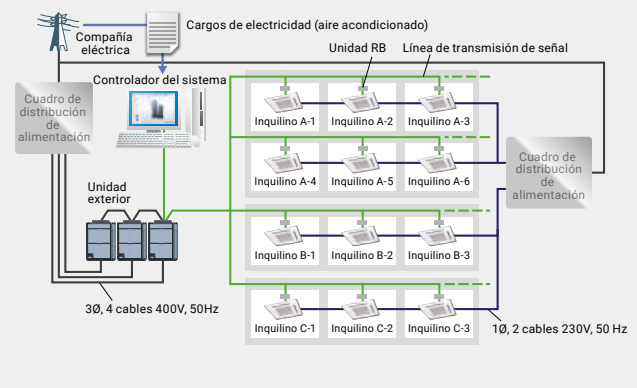 Cargos de electricidad (aire acondicionado)
Compañía
eléctrica
Unidad RB
Línea de transmisión de señal
Controlador del sistema
Cuadro de
distribución
de
alimentación
Inquilino A-1
Inquilino A-2
Inquilino A-3
Inquilino A-4
Inquilino A-5
Inquilino A-6
Cuadro de
distribución
de
alimentación
Unidad
exterior
Inquilino B-1
Inquilino B-2
Inquilino B-3
3Ø, 4 cables 400V, 50Hz
Inquilino C-1
Inquilino C-2
Inquilino C-3
1Ø, 2 cables 230V, 50 Hz